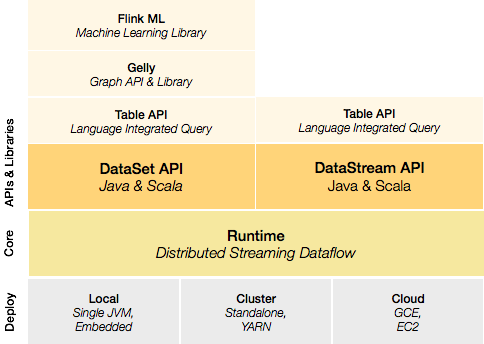 Flink ML
Machine Learning Library
Gelly
Graph API & Library
Table API
Language Integrated Query
Table API
Language Integrated Query
DataSet API
Java & Scala
DataStream API
Java & Scala
APIs & Libraries
Runtime
Distributed Streaming Dataflow
Core
Local
Single JVM,
Embedded
Cluster
Standalone,
YARN
Cloud
GCE,
EC2
Deploy